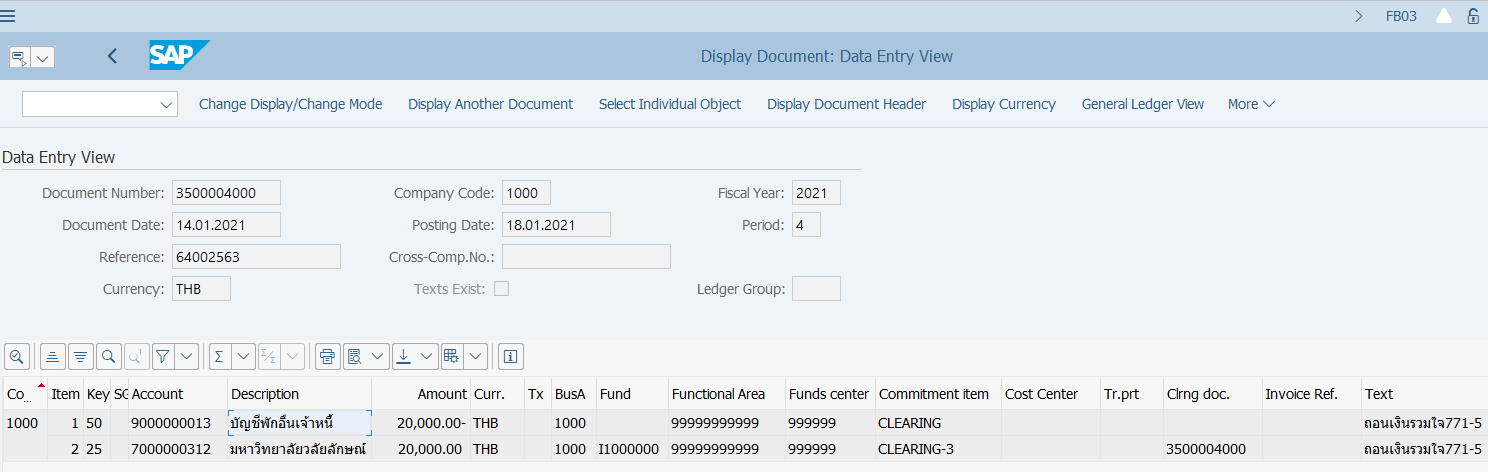 FB03
SAP
Display Document: Data Entry View
Change Display/Change Mode Display Another Document Select Individual Object Display Document Header Display Currency General Ledger View More
Data Entry View
Document Number: 3500004000 Company Code: 1000 Fiscal Year: 2021
Document Date: 14.01.2021 Posting Date: 18.01.2021 Period: 4
Reference: 64002563 Cross-Comp.No.:
Currency: THB Texts Exist: Ledger Group:
Co... Item Key SG Account Description Amount Curr. Tx BusA Fund Functional Area Funds center Commitment item Cost Center Tr.prt Clrng doc. Invoice Ref. Text
1000 1 50 9000000013 บัญชีพักอื่นเจ้าหนี้ 20,000.00- THB 1000 99999999999 999999 CLEARING ถอนเงินรวมใจ771-5
2 25 7000000312 มหาวิทยาลัยวลัยลักษณ์ 20,000.00 THB 1000 I1000000 99999999999 999999 CLEARING-3 3500004000 ถอนเงินรวมใจ771-5